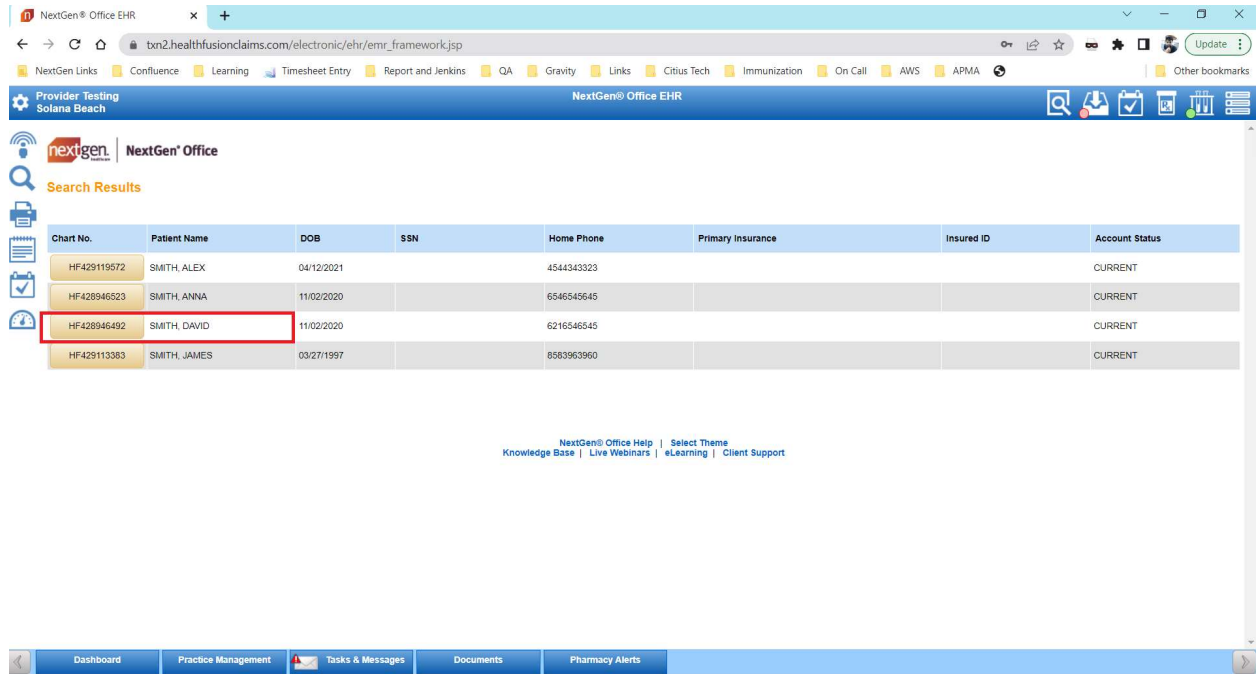 NextGen® Office EHR
txn2.healthfusionclaims.com/electronic/ehr/emr_framework.jsp
Update
NextGen Links Confluence Learning Timesheet Entry Report and Jenkins QA Gravity Links Citius Tech Immunization On Call AWS APMA Other bookmarks
Provider Testing
Solana Beach
NextGen® Office EHR
nextgen. NextGen® Office
healthcare
Search Results
Chart No. Patient Name DOB SSN Home Phone Primary Insurance Insured ID Account Status
HF429119572 SMITH, ALEX 04/12/2021 4544343323 CURRENT
HF428946523 SMITH, ANNA 11/02/2020 6546545645 CURRENT
HF428946492 SMITH, DAVID 11/02/2020 6216546545 CURRENT
HF429113383 SMITH, JAMES 03/27/1997 8583963960 CURRENT
NextGen® Office Help | Select Theme
Knowledge Base | Live Webinars | eLearning | Client Support
Dashboard Practice Management Tasks & Messages Documents Pharmacy Alerts